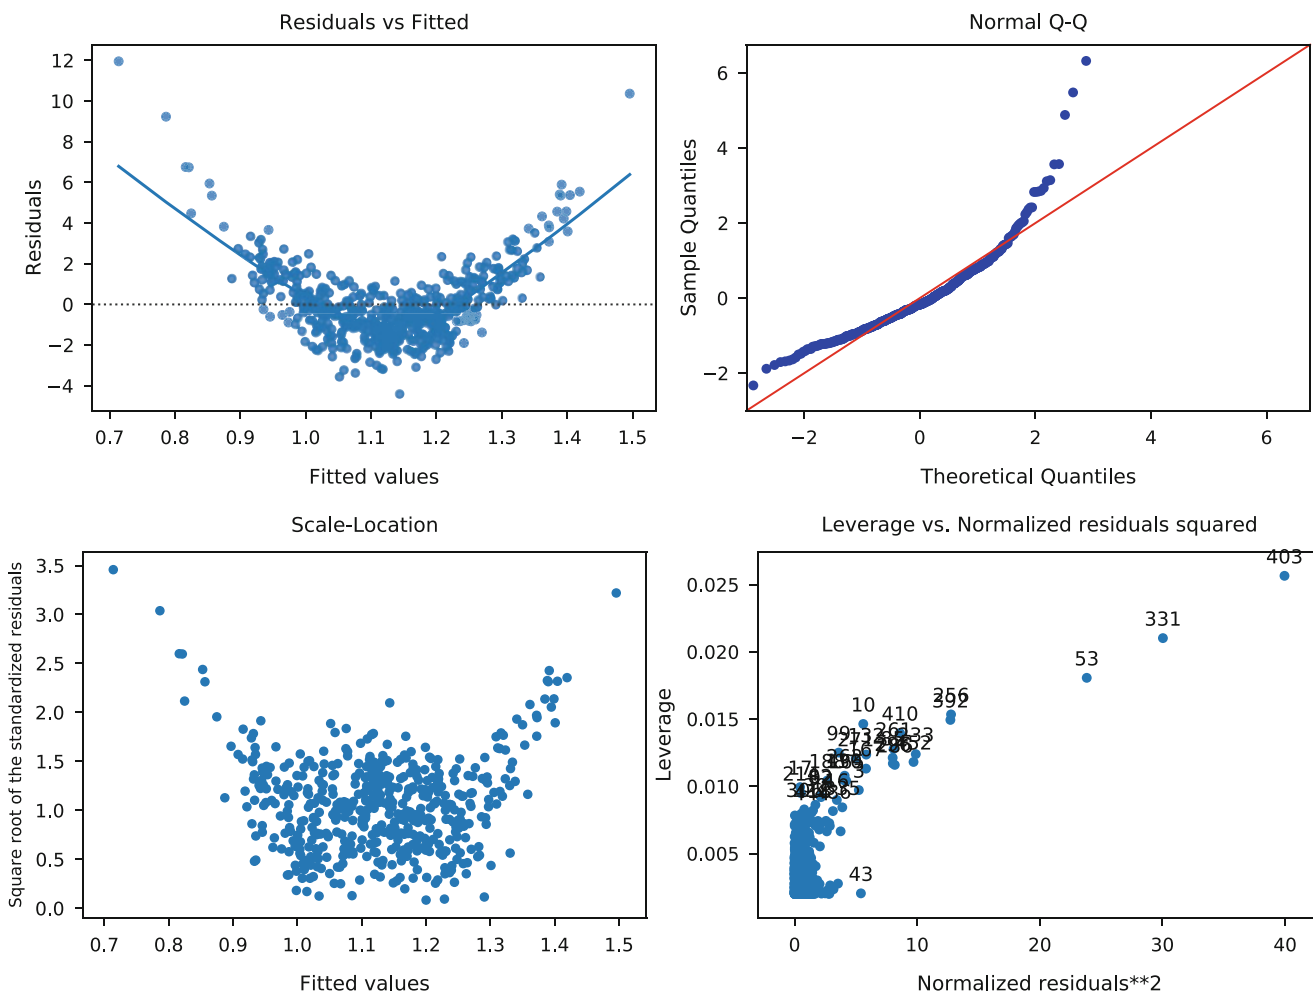 Residuals vs Fitted
12
10
8
6
4
2
0
−2
−4
Residuals
0.7 0.8 0.9 1.0 1.1 1.2 1.3 1.4 1.5
Fitted values
Normal Q-Q
6
4
2
0
−2
Sample Quantiles
−2 0 2 4 6
Theoretical Quantiles
Scale-Location
3.5
3.0
2.5
2.0
1.5
1.0
0.5
0.0
Square root of the standardized residuals
0.7 0.8 0.9 1.0 1.1 1.2 1.3 1.4 1.5
Fitted values
Leverage vs. Normalized residuals squared
0.025
0.020
0.015
0.010
0.005
Leverage
403
331
53
256
392
10
410
43
0 10 20 30 40
Normalized residuals**2